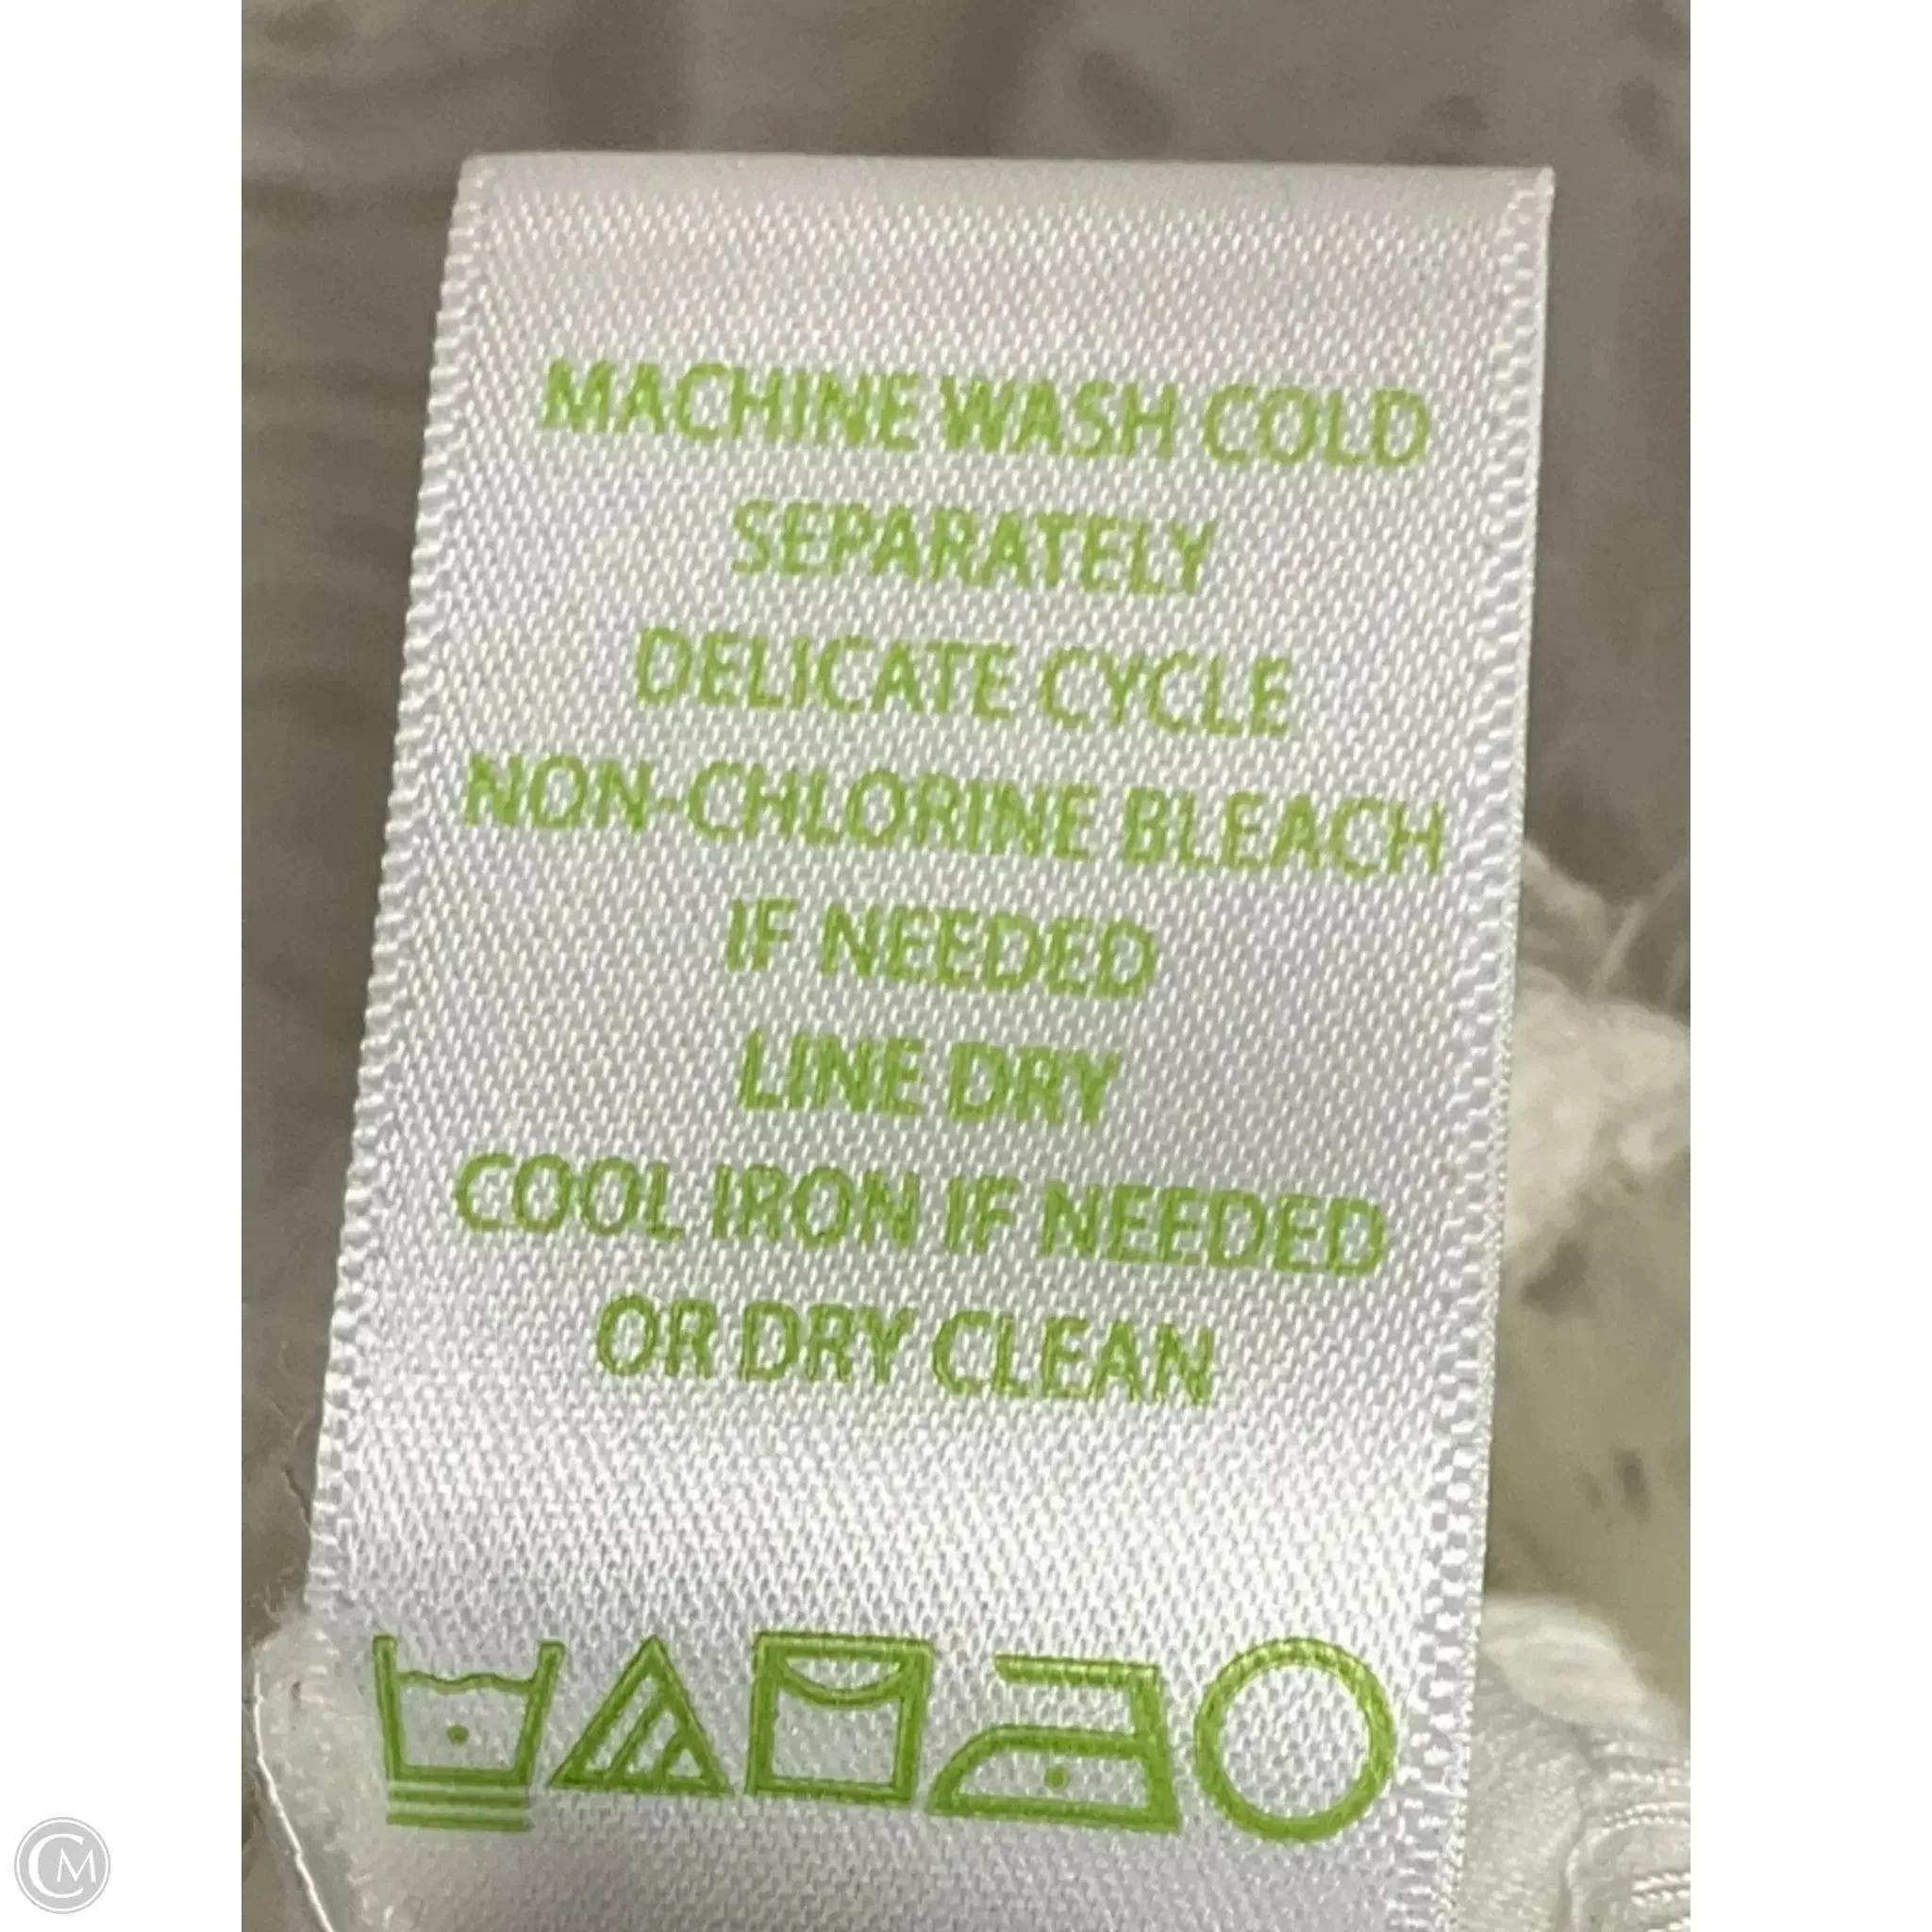 MACHINE WASH COLD
SEPARATELY
DELICATE CYCLE
NON-CHLORINE BLEACH
IF NEEDED
LINE DRY
COOL IRON IF NEEDED
OR DRY CLEAN
CM